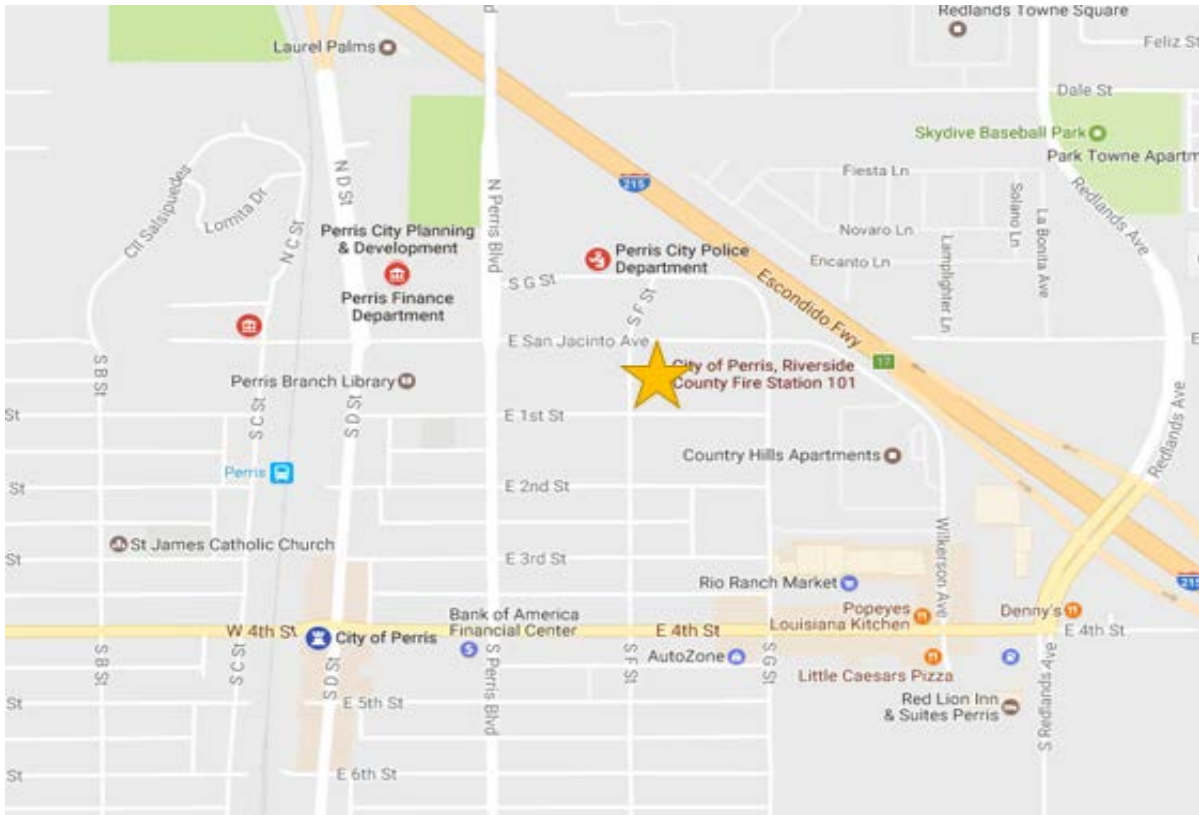 Redlands Towne Square
Laurel Palms
Feliz St
Dale St
Skydive Baseball Park
Park Towne Apartm
Fiesta Ln
215
Cll Salsipuedes
Lomita Dr
N C St
N D St
N Perris Blvd
Solano Ln
La Bonita Ave
Redlands Ave
Perris City Planning
& Development
Perris Finance
Department
Perris City Police
Department
Novaro Ln
Lamplighter Ln
Encanto Ln
S G St
S F St
Escondido Fwy
E San Jacinto Ave
E
City of Perris, Riverside
County Fire Station 101
17
S B St
Perris Branch Library
S C St
S D St
St
E 1st St
Country Hills Apartments
Redlands Ave
Perris
St
E 2nd St
St James Catholic Church
Wilkerson Ave
St
E 3rd St
Rio Ranch Market
215
Bank of America
Financial Center
Popeyes
Louisiana Kitchen
Denny's
W 4th St
City of Perris
E 4th St
E 4th St
S B St
S C St
S D St
S Perris Blvd
S F St
AutoZone
S G St
Little Caesars Pizza
S Redlands Ave
St
E 5th St
Red Lion Inn
& Suites Perris
St
E 6th St